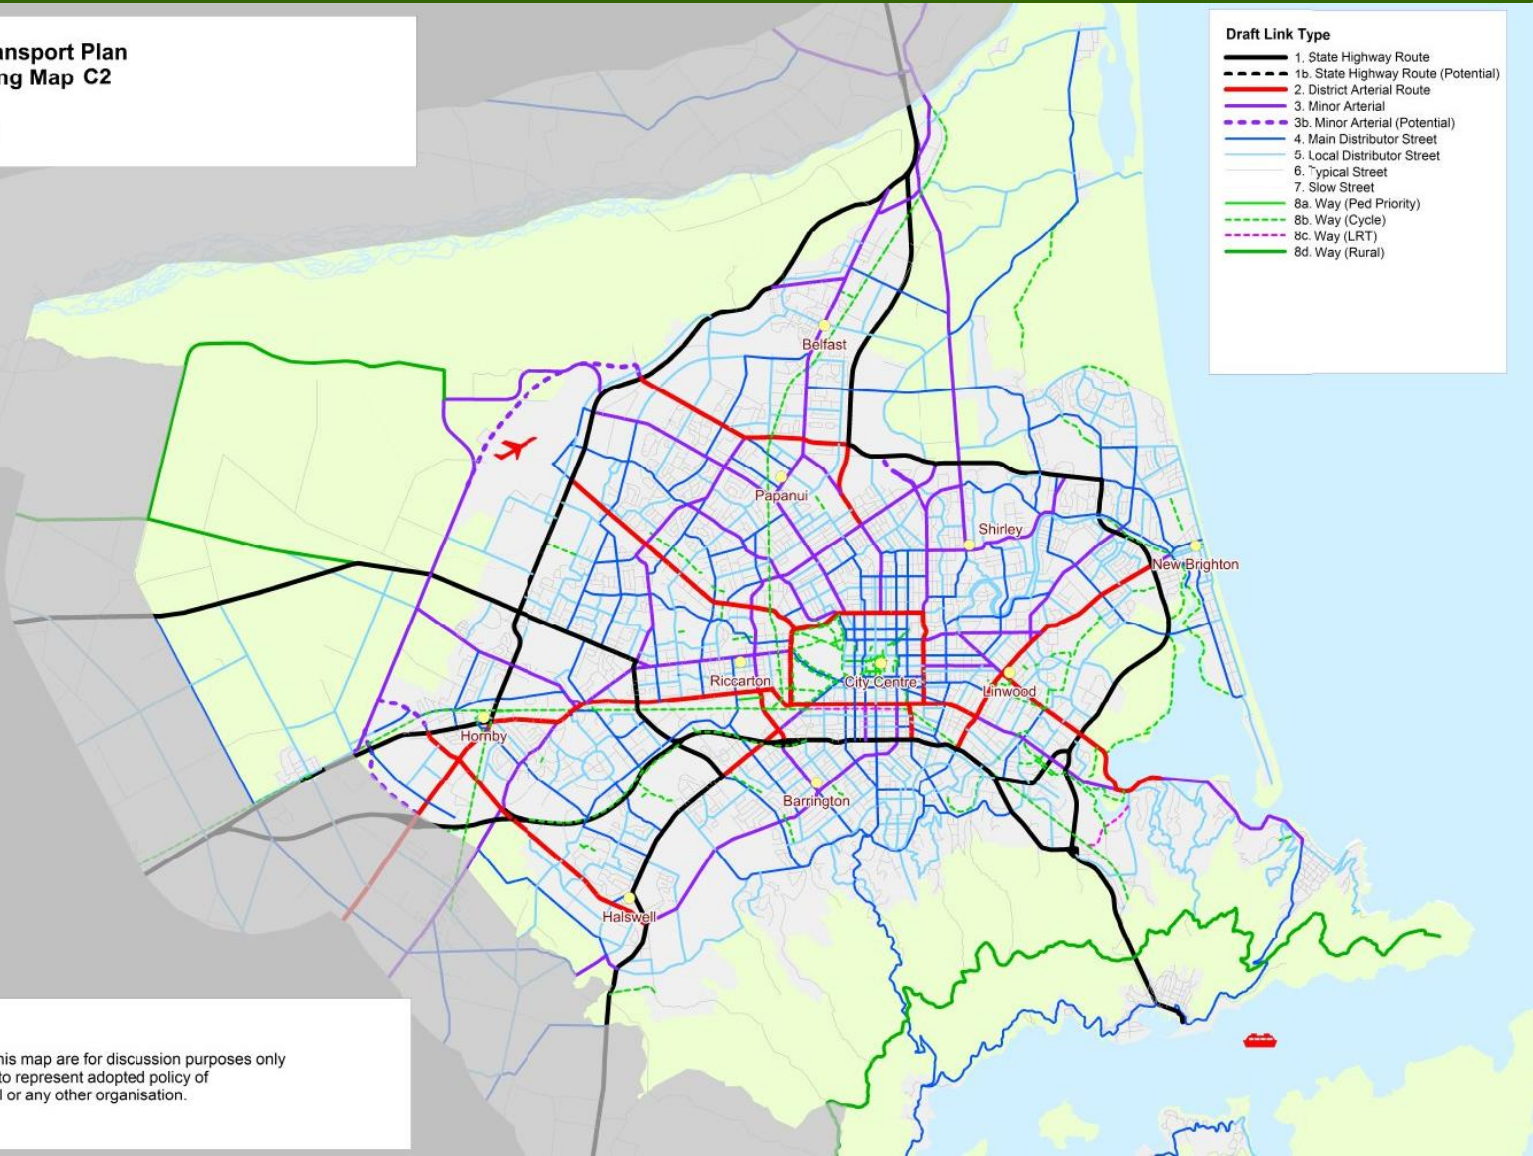 ansport Plan
ng Map C2
Draft Link Type
1. State Highway Route
1b. State Highway Route (Potential)
2. District Arterial Route
3. Minor Arterial
3b. Minor Arterial (Potential)
4. Main Distributor Street
5. Local Distributor Street
6. Typical Street
7. Slow Street
8a. Way (Ped Priority)
8b. Way (Cycle)
8c. Way (LRT)
8d. Way (Rural)
Belfast
Papanui
Shirley
New Brighton
Riccarton
City Centre
Linwood
Hornby
Barrington
Halswell
his map are for discussion purposes only
to represent adopted policy of
l or any other organisation.